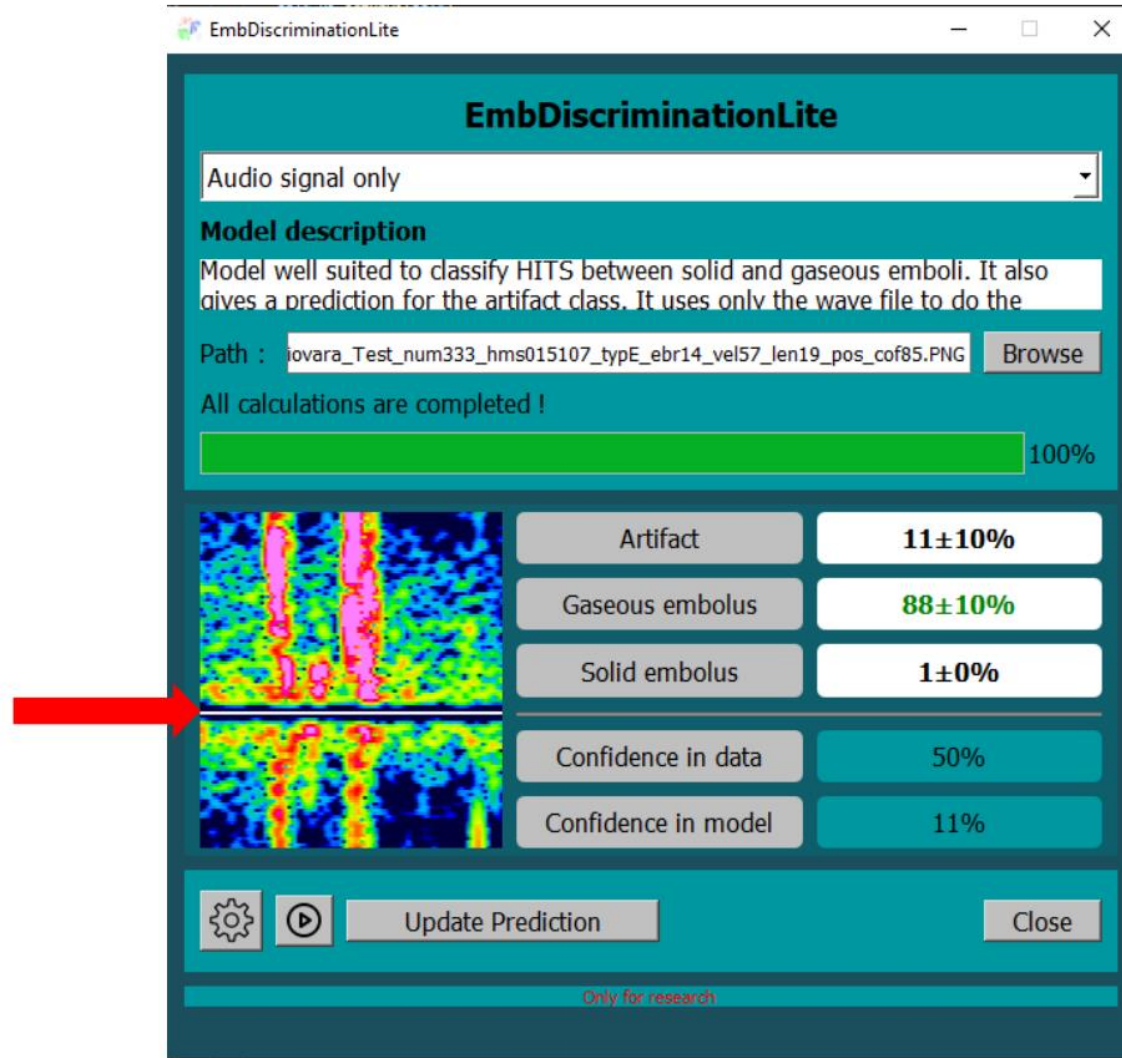 EmbDiscriminationLite
EmbDiscriminationLite
Audio signal only
Model description
Model well suited to classify HITS between solid and gaseous emboli. It also
gives a prediction for the artifact class. It uses only the wave file to do the
Path : iovara_Test_num333_hms015107_typE_ebr14_vel57_len19_pos_cof85.PNG Browse
All calculations are completed !
100%
Artifact 11±10%
Gaseous embolus 88±10%
Solid embolus 1±0%
Confidence in data 50%
Confidence in model 11%
Update Prediction Close
Only for research